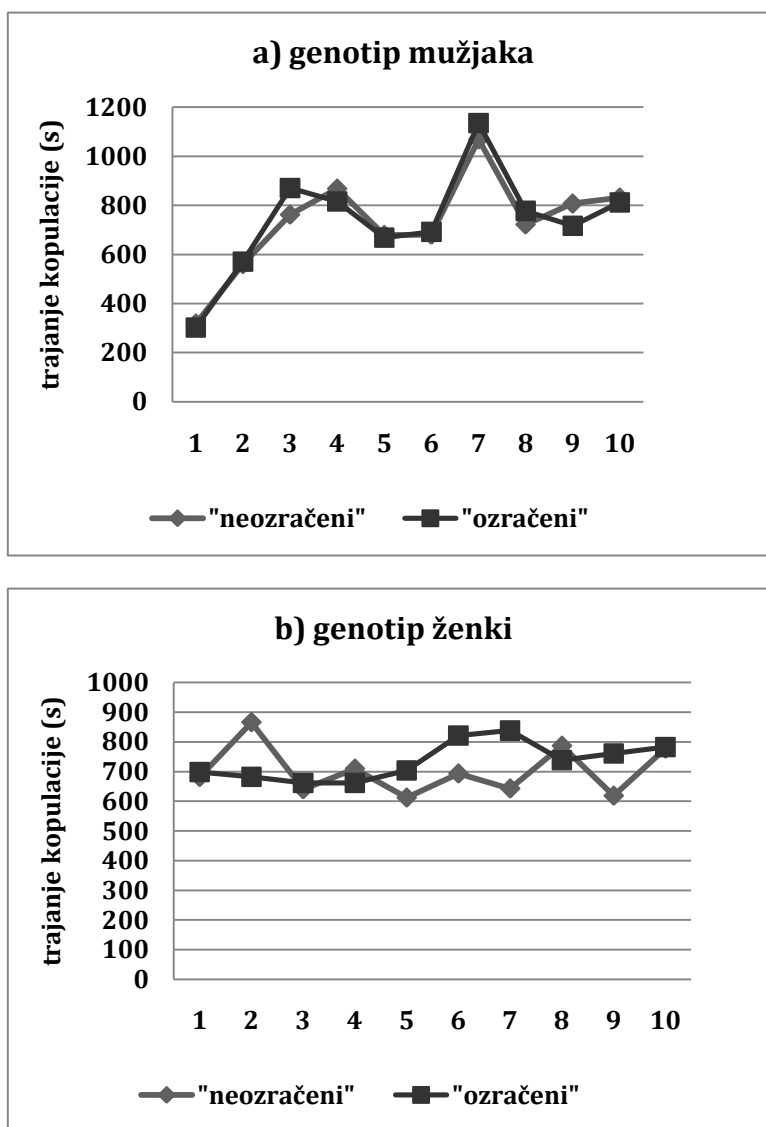 a) genotip mužjaka
trajanje kopulacije (s)
1200
1000
800
600
400
200
0
1 2 3 4 5 6 7 8 9 10
"neozračeni" "ozračeni"
b) genotip ženki
trajanje kopulacije (s)
1000
900
800
700
600
500
400
300
200
100
0
1 2 3 4 5 6 7 8 9 10
"neozračeni" "ozračeni"